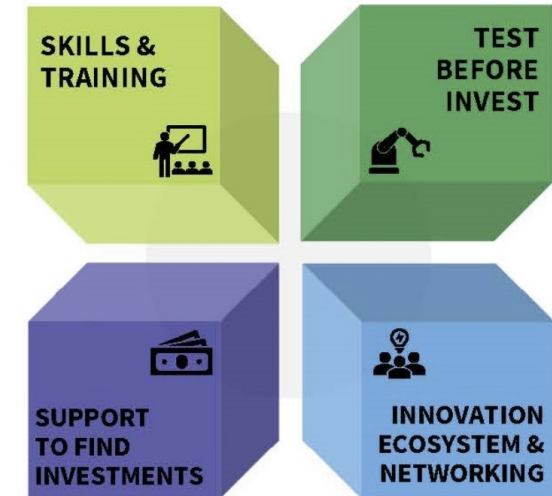 SKILLS &
TRAINING
TEST
BEFORE
INVEST
SUPPORT
TO FIND
INVESTMENTS
INNOVATION
ECOSYSTEM &
NETWORKING